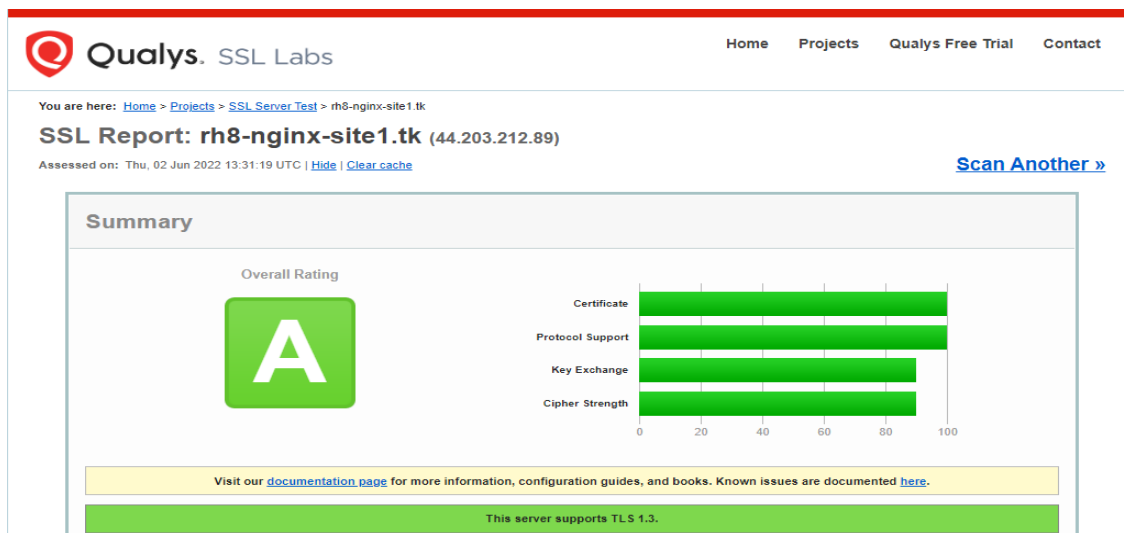 Qualys. SSL Labs
Home Projects Qualys Free Trial Contact
You are here: Home > Projects > SSL Server Test > rh8-nginx-site1.tk
SSL Report: rh8-nginx-site1.tk (44.203.212.89)
Assessed on: Thu, 02 Jun 2022 13:31:19 UTC | Hide | Clear cache
Scan Another »
Summary
Overall Rating
A
Certificate
Protocol Support
Key Exchange
Cipher Strength
0 20 40 60 80 100
Visit our documentation page for more information, configuration guides, and books. Known issues are documented here.
This server supports TLS 1.3.